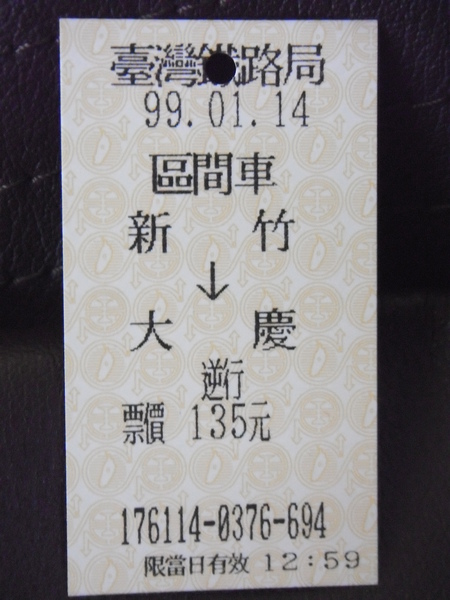 臺灣鐵路局
99.01.14
區間車
新竹
↓
大慶
逆行
票價 135元
176114-0376-694
限當日有效 12:59